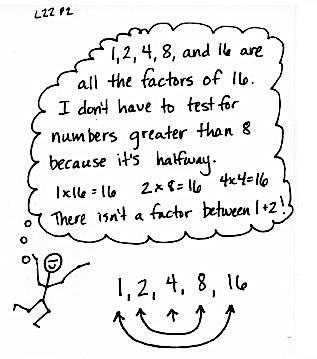 L22 P2
1, 2, 4, 8, and 16 are
all the factors of 16.
I don't have to test for
numbers greater than 8
because it's halfway.
1x16 = 16 2 x 8 = 16 4x4=16
There isn't a factor between 1+2!
1, 2, 4, 8, 16